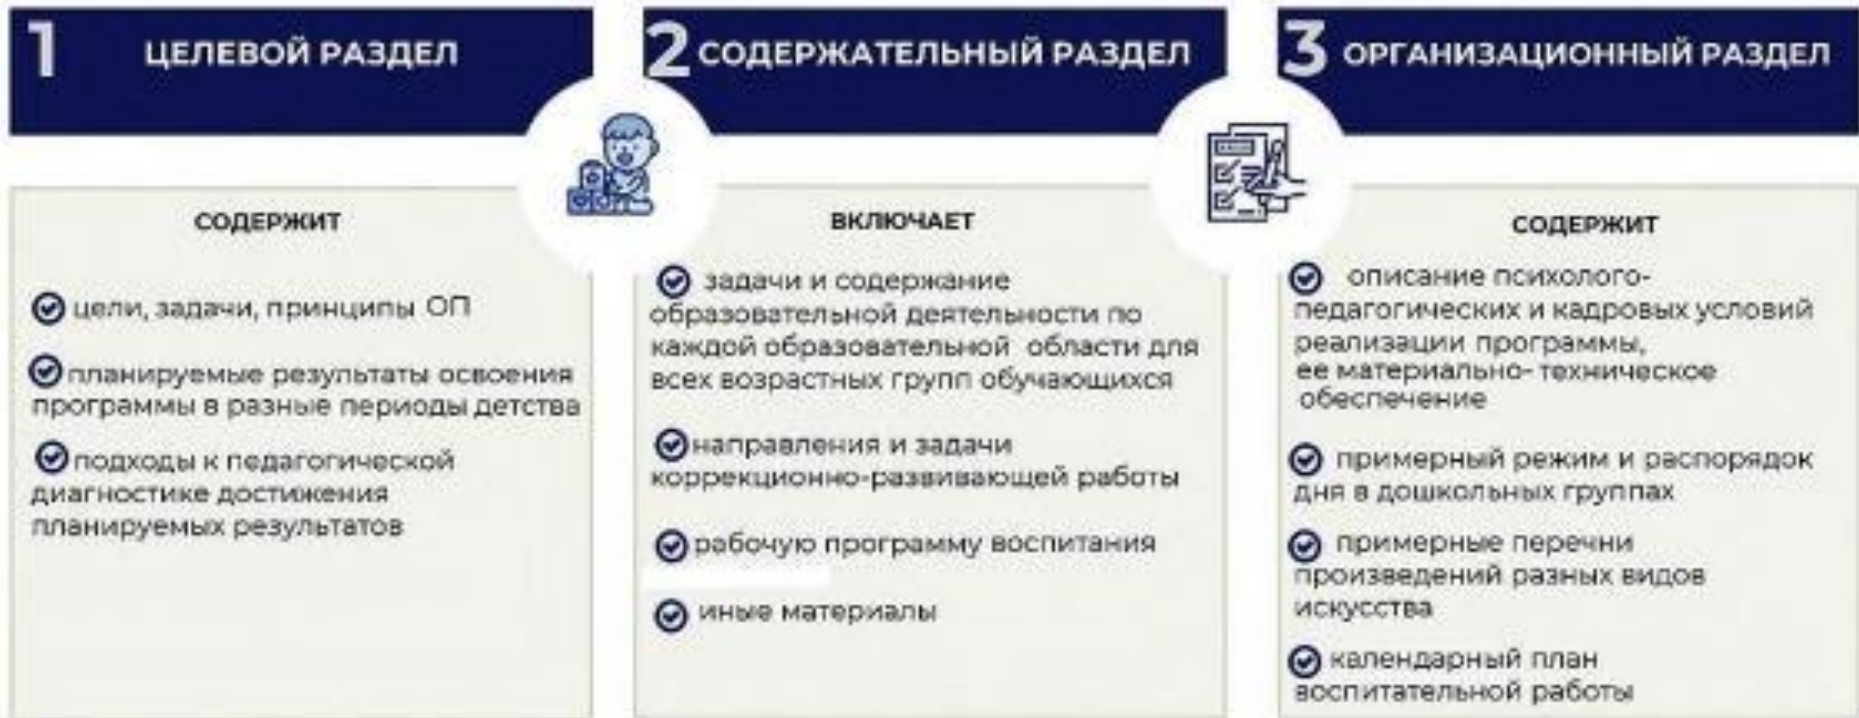 1 ЦЕЛЕВОЙ РАЗДЕЛ
СОДЕРЖИТ
цели, задачи, принципы ОП
планируемые результаты освоения
программы в разные периоды детства
подходы к педагогической
диагностике достижения
планируемых результатов
2 СОДЕРЖАТЕЛЬНЫЙ РАЗДЕЛ
ВКЛЮЧАЕТ
задачи и содержание
образовательной деятельности по
каждой образовательной области для
всех возрастных групп обучающихся
направления и задачи
коррекционно-развивающей работы
рабочую программу воспитания
иные материалы
3 ОРГАНИЗАЦИОННЫЙ РАЗДЕЛ
СОДЕРЖИТ
описание психолого-
педагогических и кадровых условий
реализации программы,
ее материально-техническое
обеспечение
примерный режим и распорядок
дня в дошкольных группах
примерные перечни
произведений разных видов
искусства
календарный план
воспитательной работы